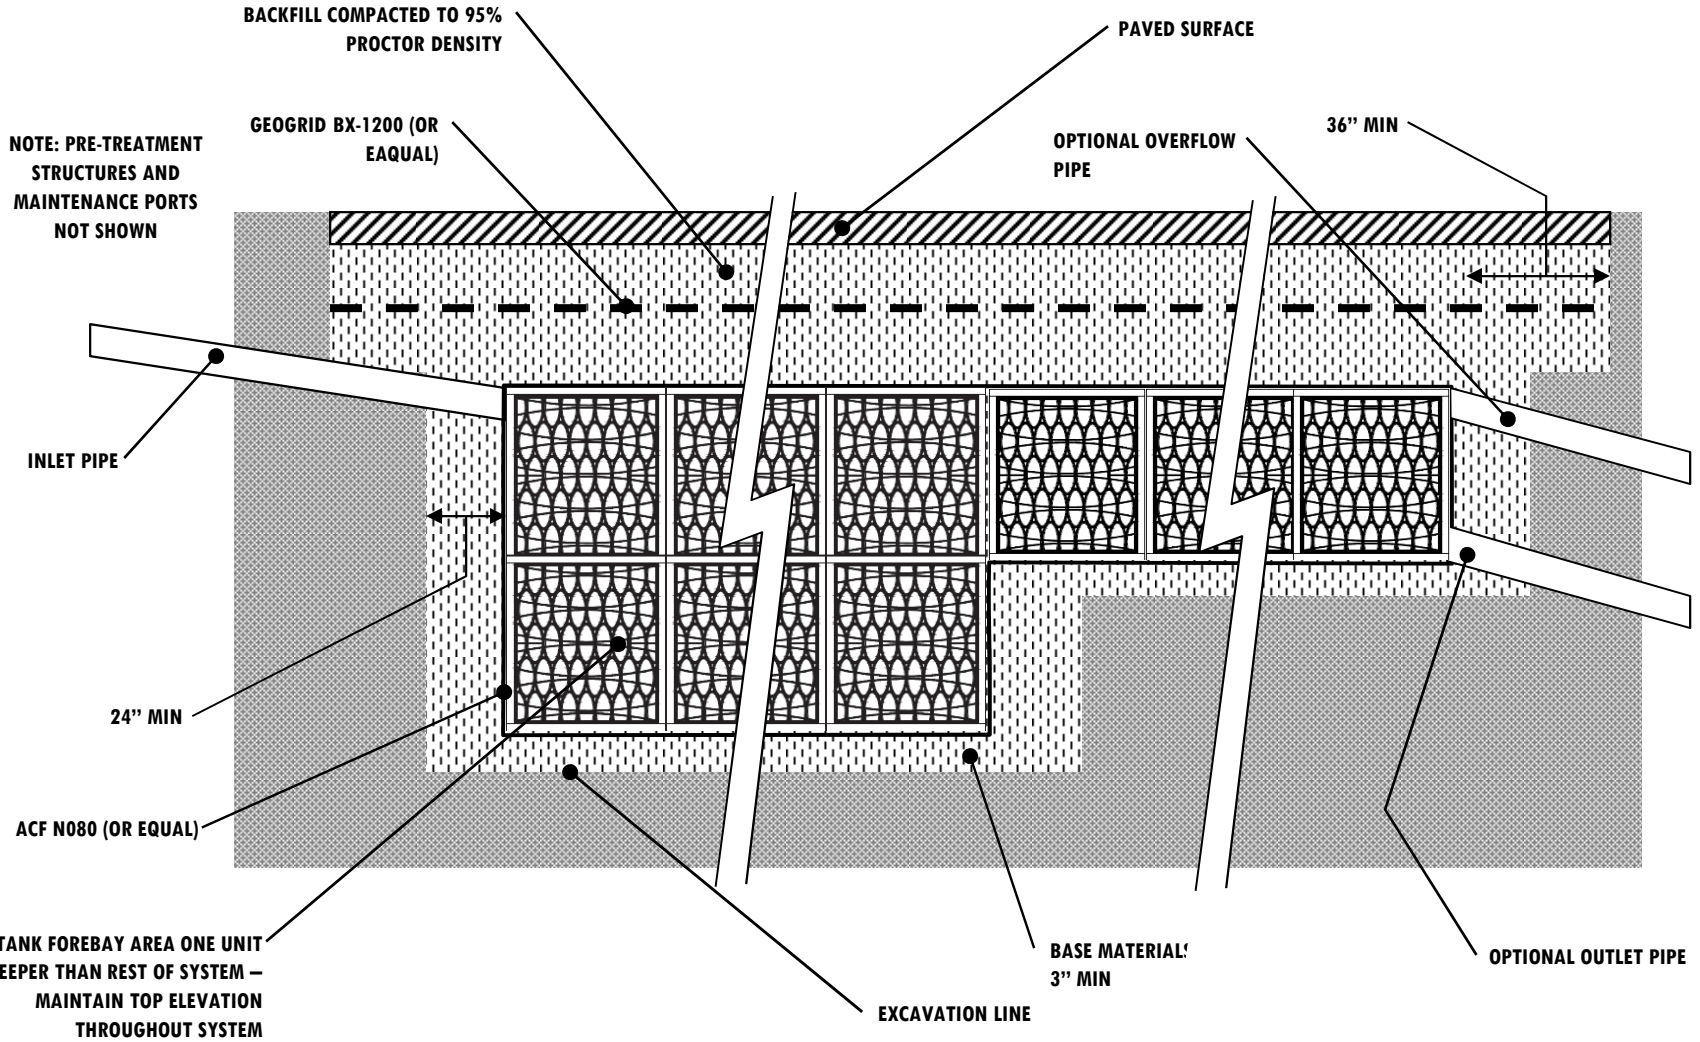 BACKFILL COMPACTED TO 95%
PROCTOR DENSITY
PAVED SURFACE
GEOGRID BX-1200 (OR
EAQUAL)
36” MIN
OPTIONAL OVERFLOW
PIPE
NOTE: PRE-TREATMENT
STRUCTURES AND
MAINTENANCE PORTS
NOT SHOWN
INLET PIPE
24” MIN
ACF N080 (OR EQUAL)
TANK FOREBAY AREA ONE UNIT
EEPER THAN REST OF SYSTEM –
MAINTAIN TOP ELEVATION
THROUGHOUT SYSTEM
BASE MATERIALS
3” MIN
OPTIONAL OUTLET PIPE
EXCAVATION LINE